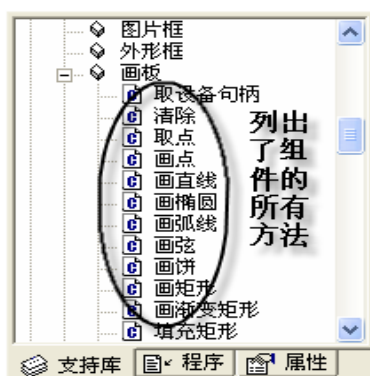 图片框
外形框
画板
取设备句柄
清除
取点
画点
画直线
画椭圆
画弧线
画弦
画饼
画矩形
画渐变矩形
填充矩形
列出
了组
件的
所有
方法
支持库 程序 属性